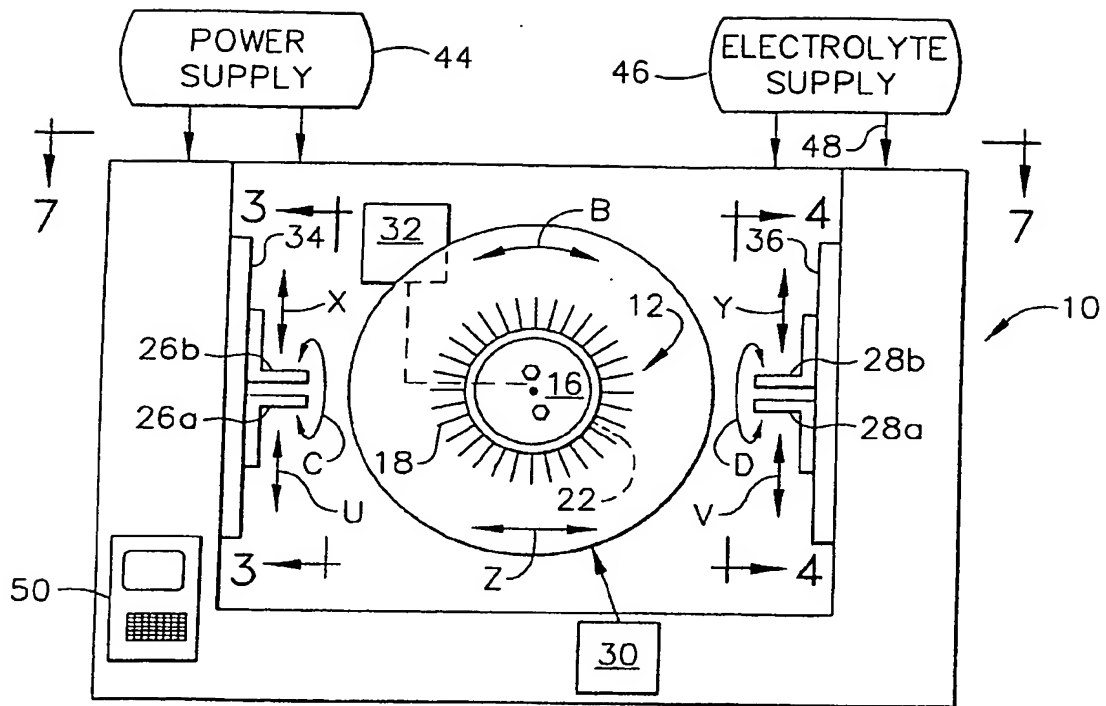 POWER
SUPPLY
44
46
ELECTROLYTE
SUPPLY
48
7
7
3
34
32
B
4
36
X
Y
12
10
26b
16
28b
26a
28a
18
C
22
D
U
V
Z
3
4
50
30